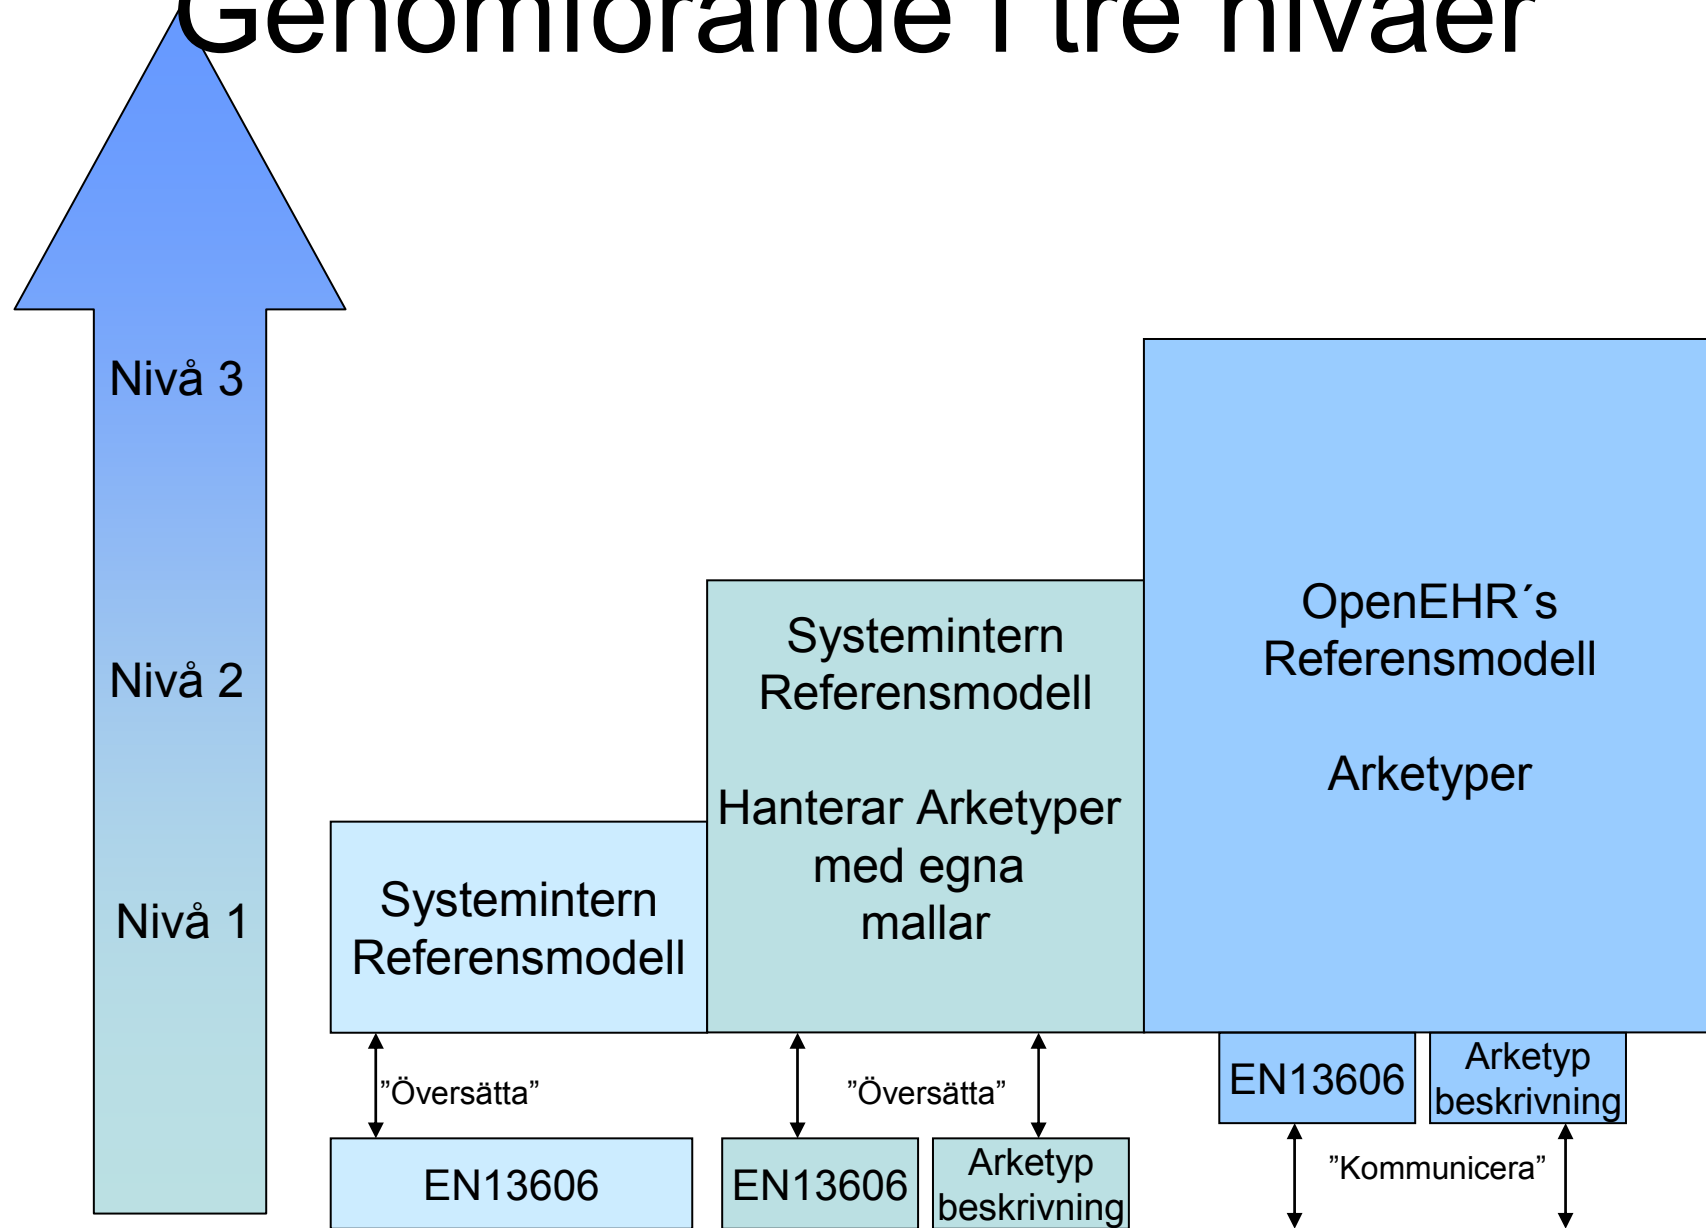 Genomförande i tre nivåer
Nivå 3
Nivå 2
Nivå 1
Systemintern
Referensmodell
”Översätta”
EN13606
Systemintern
Referensmodell
Hanterar Arketyper
med egna
mallar
”Översätta”
EN13606
Arketyp
beskrivning
OpenEHR´s
Referensmodell
Arketyper
EN13606
Arketyp
beskrivning
”Kommunicera”